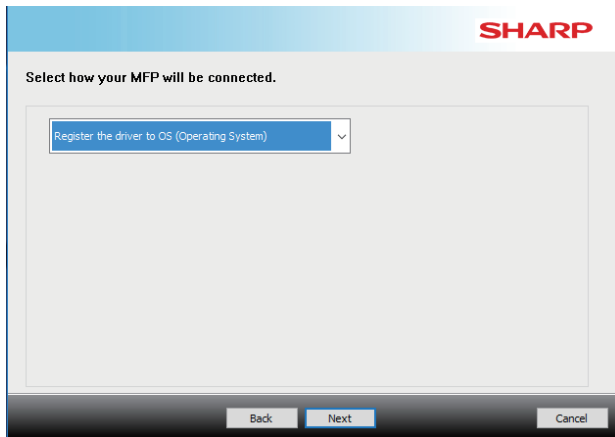 SHARP
Select how your MFP will be connected.
Register the driver to OS (Operating System)
Back Next Cancel